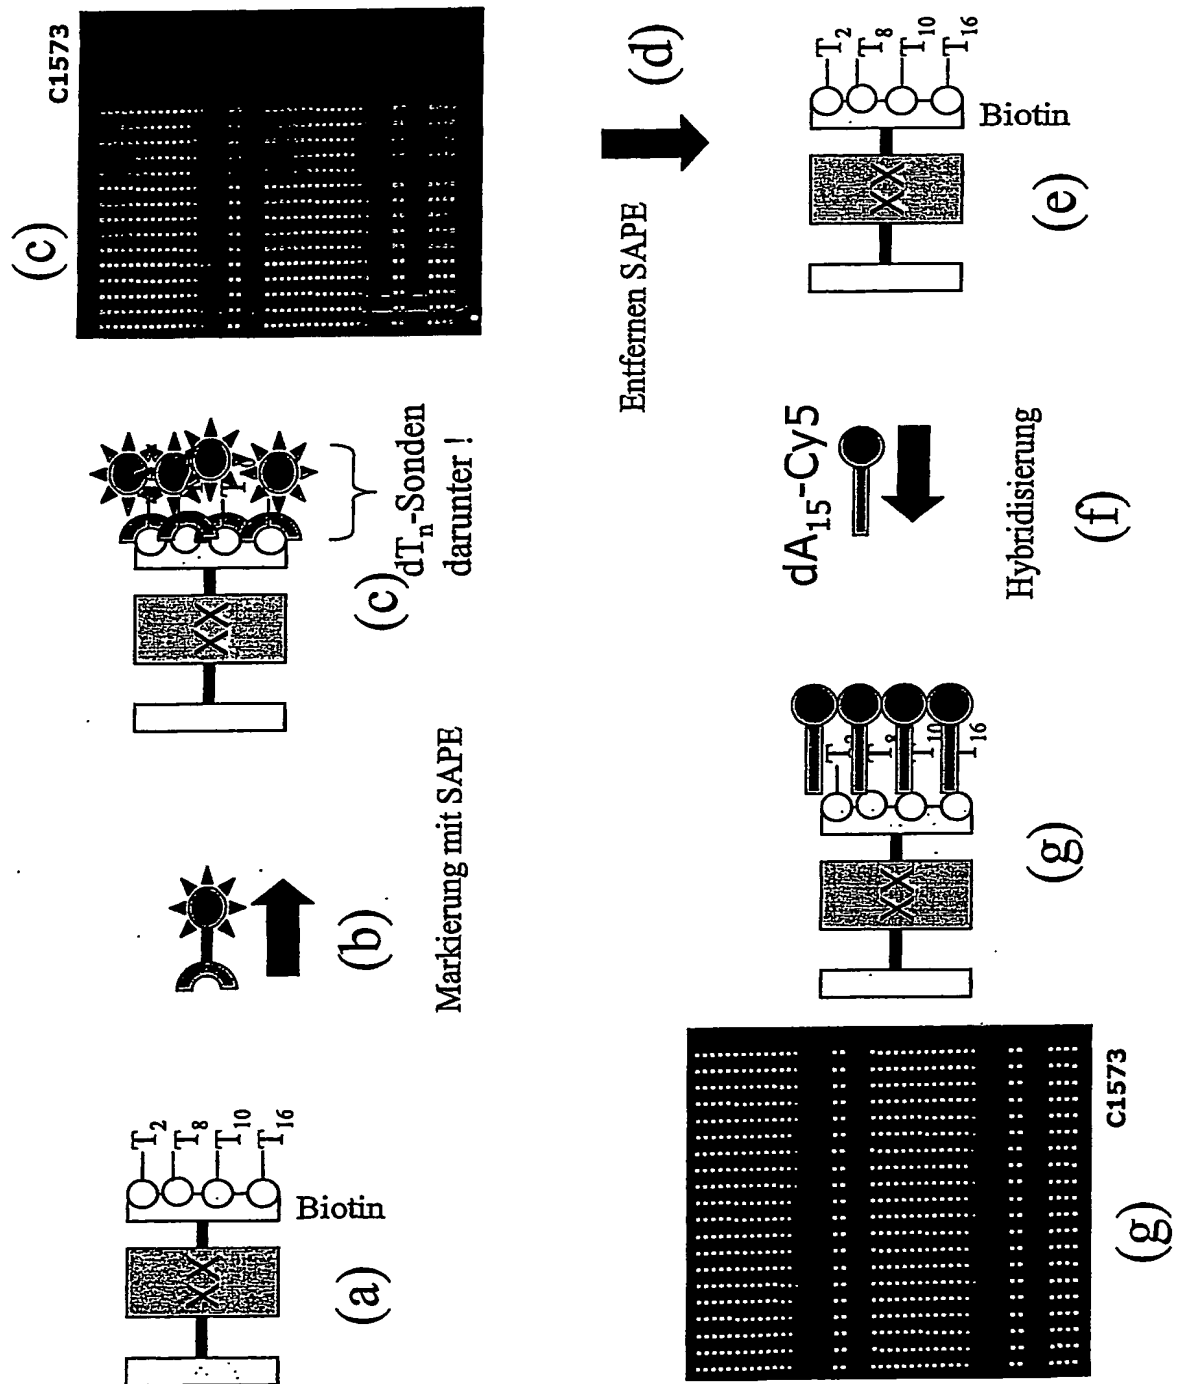 (a)
Biotin
T2
T8
T10
T16
(b)
Markierung mit SAPE
(c)
dTn-Sonden
darunter !
(c)
C1573
(d)
Entfernen SAPE
(e)
Biotin
T2
T8
T10
T16
(f)
dA15-Cy5
Hybridisierung
(g)
T8
T10
T16
(g)
C1573